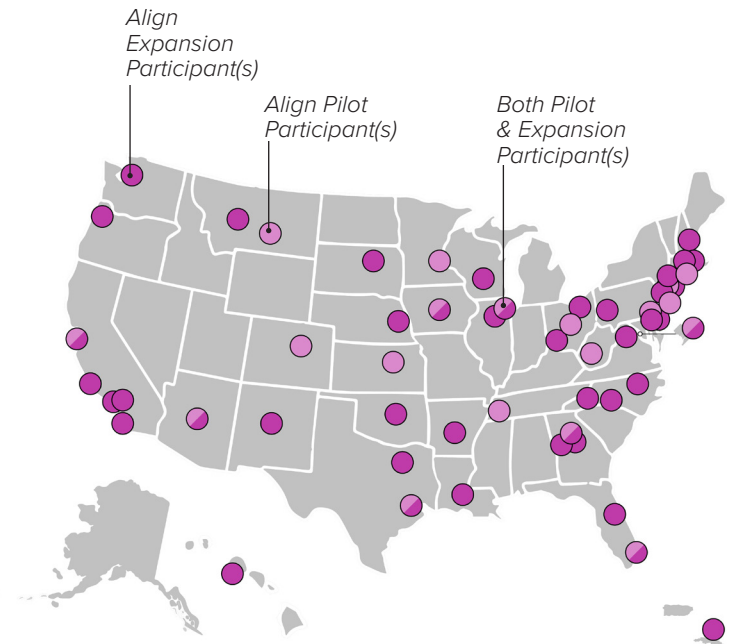 Align
Expansion
Participant(s)
Align Pilot
Participant(s)
Both Pilot
& Expansion
Participant(s)